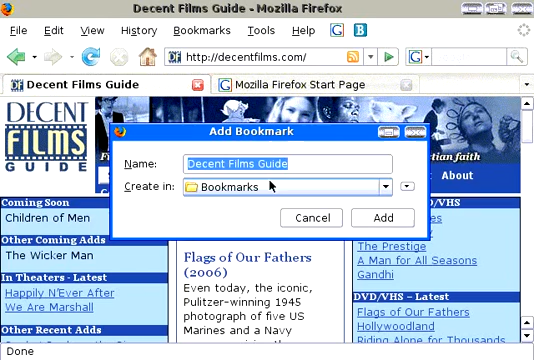 Decent Films Guide - Mozilla Firefox
File Edit View History Bookmarks Tools Help
http://decentfilms.com/
Decent Films Guide
Mozilla Firefox Start Page
DECENT
FILMS
GUIDE
tian faith
About
Add Bookmark
Name: Decent Films Guide
Create in: Bookmarks
Cancel Add
Coming Soon
Children of Men
Other Coming Adds
The Wicker Man
In Theaters - Latest
Happily N'Ever After
We Are Marshall
Other Recent Adds
Flags of Our Fathers
(2006)
Even today, the iconic,
Pulitzer-winning 1945
photograph of five US
Marines and a Navy
D/VHS
es
The Prestige
A Man for All Seasons
Gandhi
DVD/VHS - Latest
Flags of Our Fathers
Hollywoodland
Riding Alone for Thousands
Done